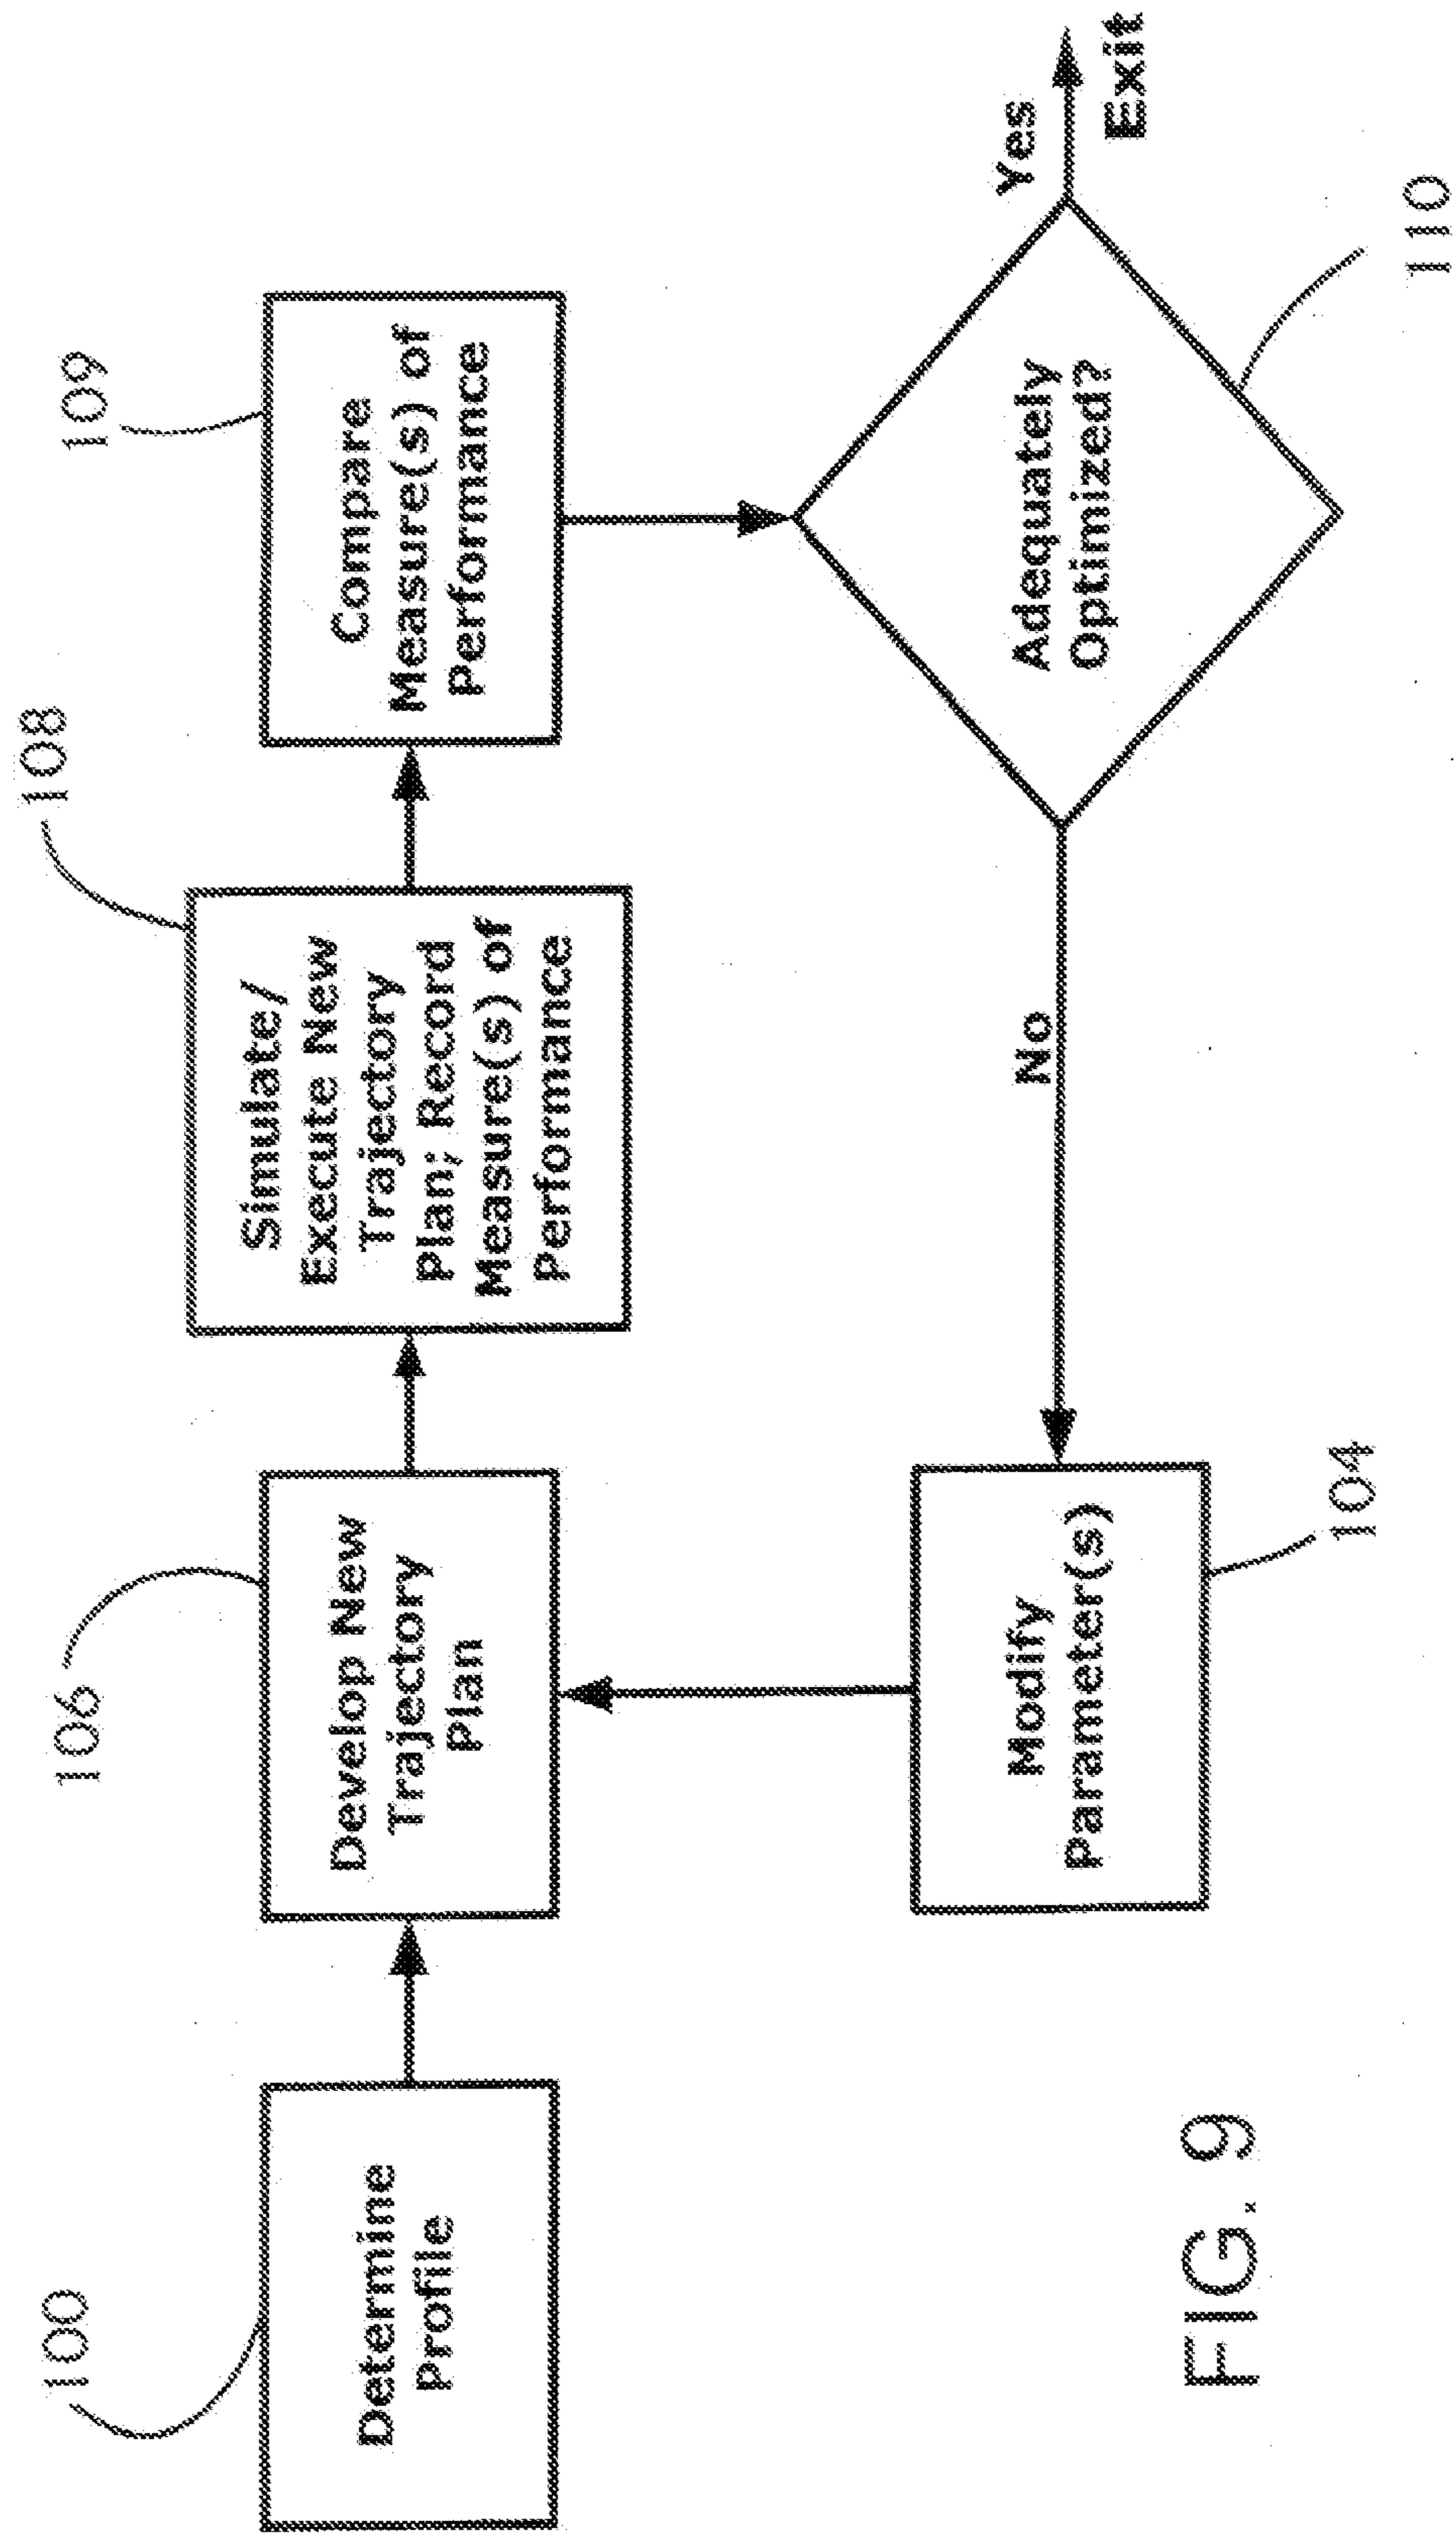 100
Determine
Profile
106
Develop New
Trajectory
Plan
108
Simulate/
Execute New
Trajectory
Plan; Record
Measure(s) of
Performance
109
Compare
Measure(s) of
Performance
Adequately
Optimized?
110
Yes
Exit
No
Modify
Parameter(s)
104
FIG. 9